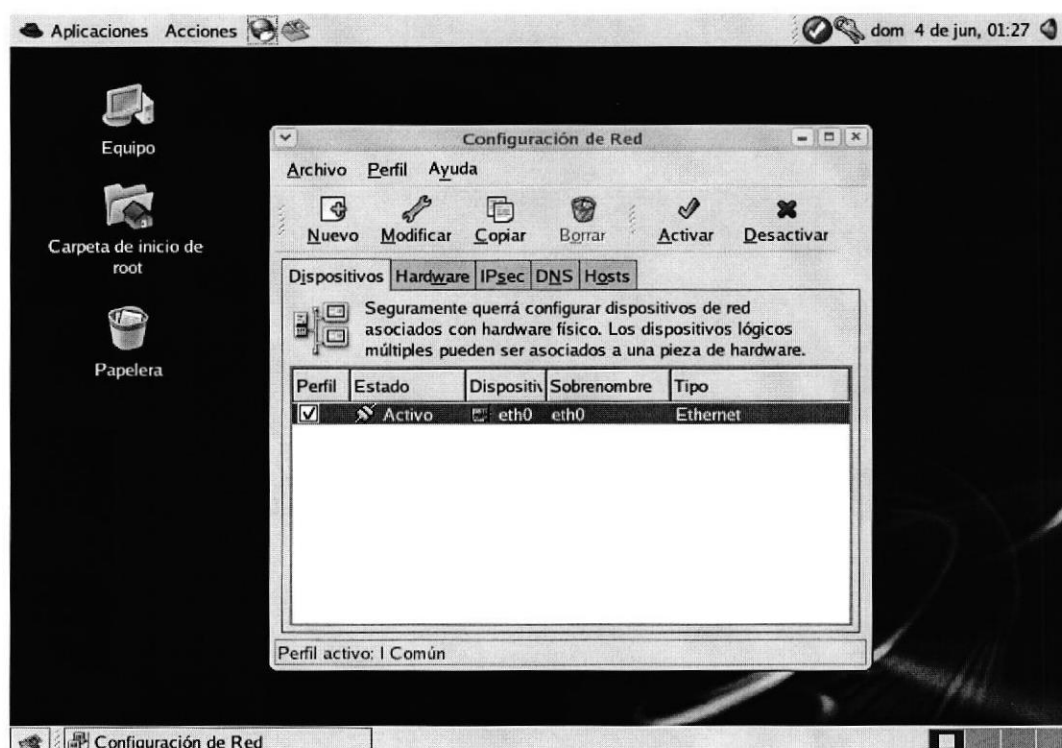 Aplicaciones Acciones
dom 4 de jun, 01:27
Equipo
Carpeta de inicio de
root
Papelera
Configuración de Red
Archivo Perfil Ayuda
Nuevo Modificar Copiar Borrar Activar Desactivar
Dispositivos Hardware IPsec DNS Hosts
Seguramente querrá configurar dispositivos de red
asociados con hardware físico. Los dispositivos lógicos
múltiples pueden ser asociados a una pieza de hardware.
Perfil Estado Dispositiv Sobrenombre Tipo
Activo eth0 eth0 Ethernet
Perfil activo: l Común
Configuración de Red